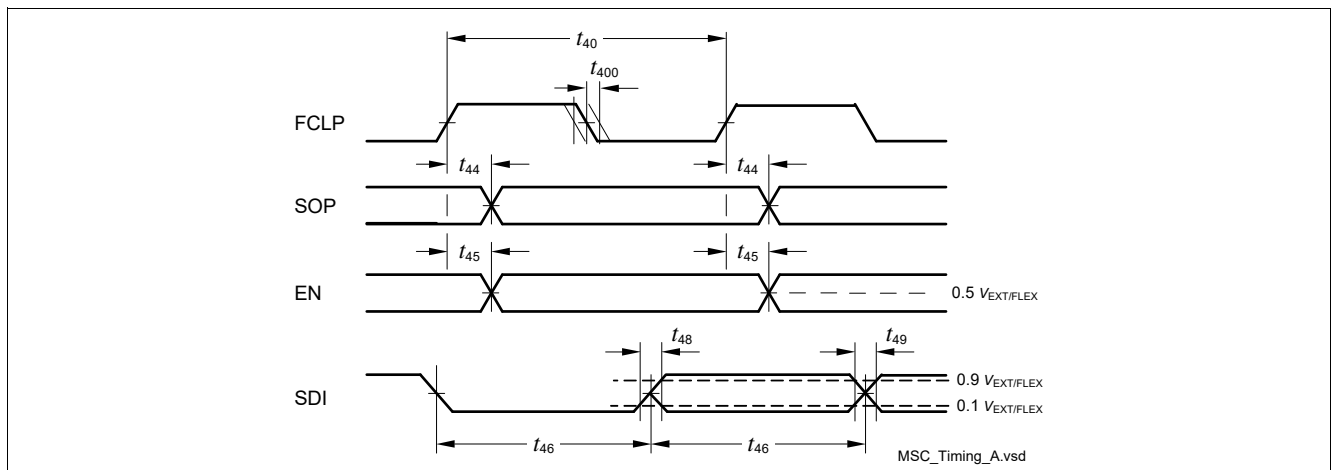 t40
t400
FCLP
t44 t44
SOP
t45 t45
EN 0.5 VEXT/FLEX
t48 t49
SDI 0.9 VEXT/FLEX
0.1 VEXT/FLEX
t46 t46
MSC_Timing_A.vsd